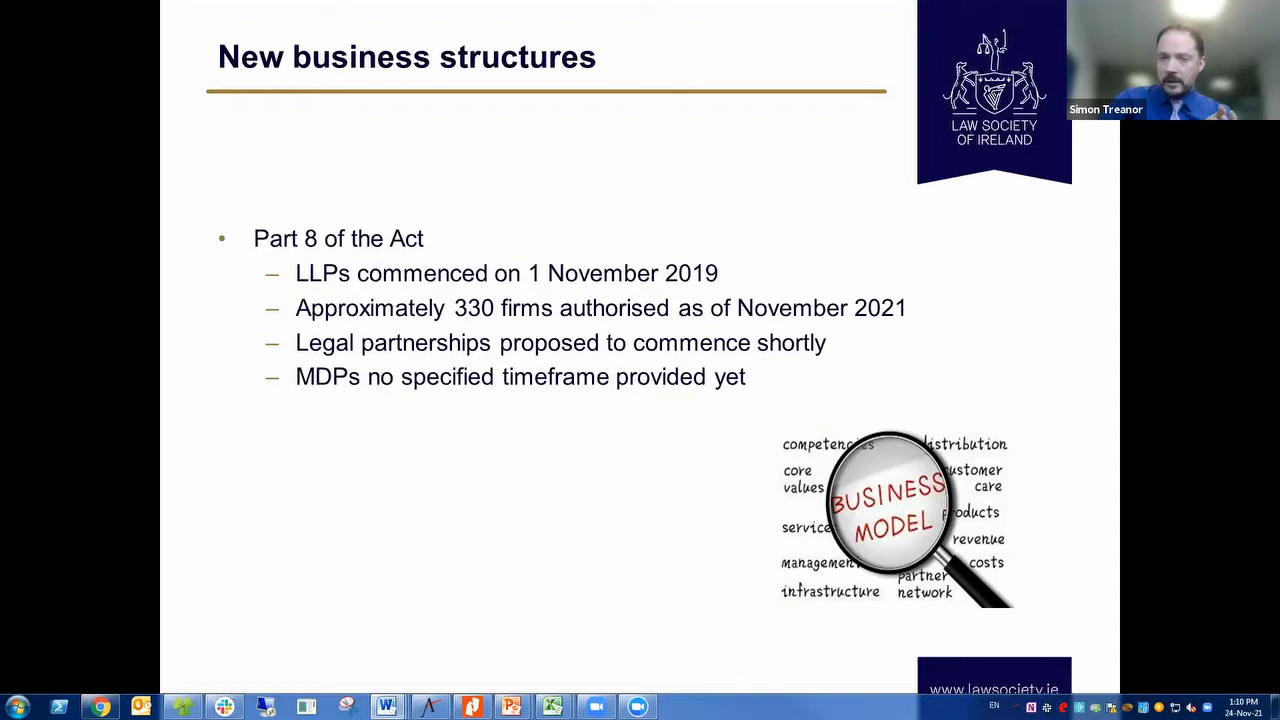 New business structures
LAW SOCIETY
OF IRELAND
Simon Treanor
• Part 8 of the Act
– LLPs commenced on 1 November 2019
– Approximately 330 firms authorised as of November 2021
– Legal partnerships proposed to commence shortly
– MDPs no specified timeframe provided yet
competencies distribution
core customer
values care
BUSINESS
MODEL
products
services
revenue
management costs
partner
infrastructure network
www.lawsociety.ie
EN
1:10 PM
24-Nov-21